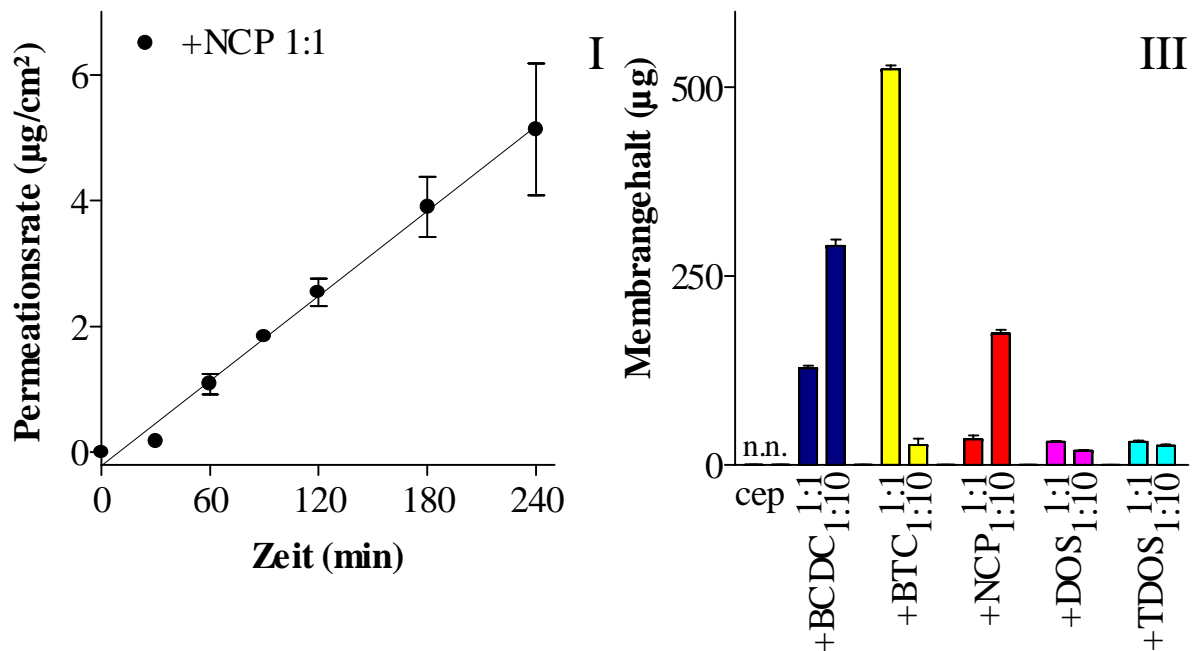 +NCP 1:1
I
Permeationsrate (µg/cm²)
6
4
2
0
0 60 120 180 240
Zeit (min)
III
Membrangehalt (µg)
500
250
0
n.n.
cep
1:1
1:10
+BCDC
1:1
1:10
+BTC
1:1
1:10
+NCP
1:1
1:10
+DOS
1:1
1:10
+TDOS